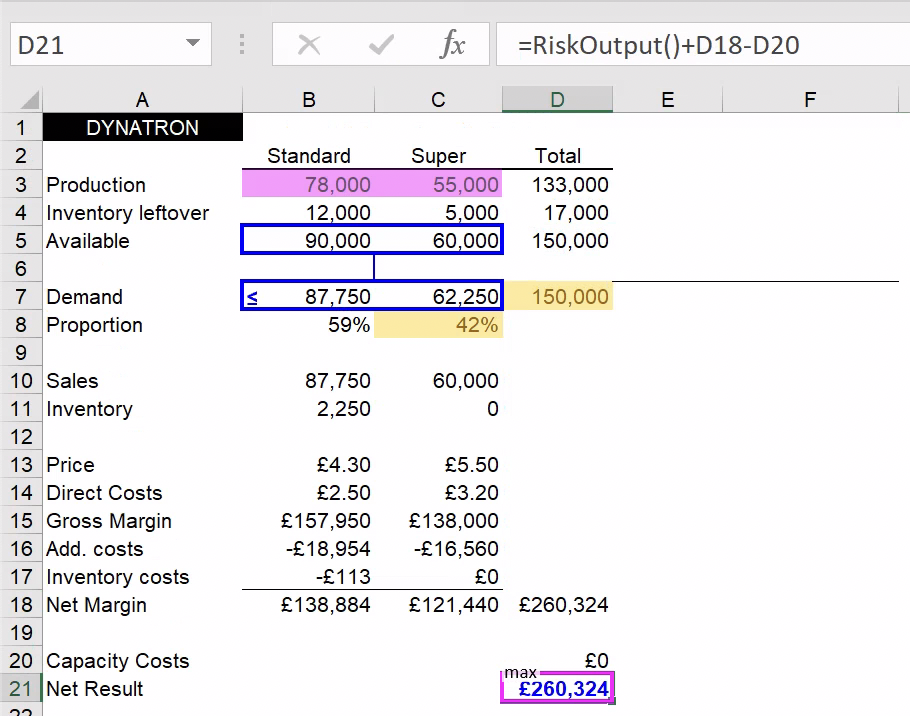 D21 fx =RiskOutput()+D18-D20
A B C D E F
1 DYNATRON
2 Standard Super Total
3 Production 78,000 55,000 133,000
4 Inventory leftover 12,000 5,000 17,000
5 Available 90,000 60,000 150,000
6
7 Demand ≤ 87,750 62,250 150,000
8 Proportion 59% 42%
9
10 Sales 87,750 60,000
11 Inventory 2,250 0
12
13 Price £4.30 £5.50
14 Direct Costs £2.50 £3.20
15 Gross Margin £157,950 £138,000
16 Add. costs -£18,954 -£16,560
17 Inventory costs -£113 £0
18 Net Margin £138,884 £121,440 £260,324
19
20 Capacity Costs £0
max
21 Net Result £260,324
22